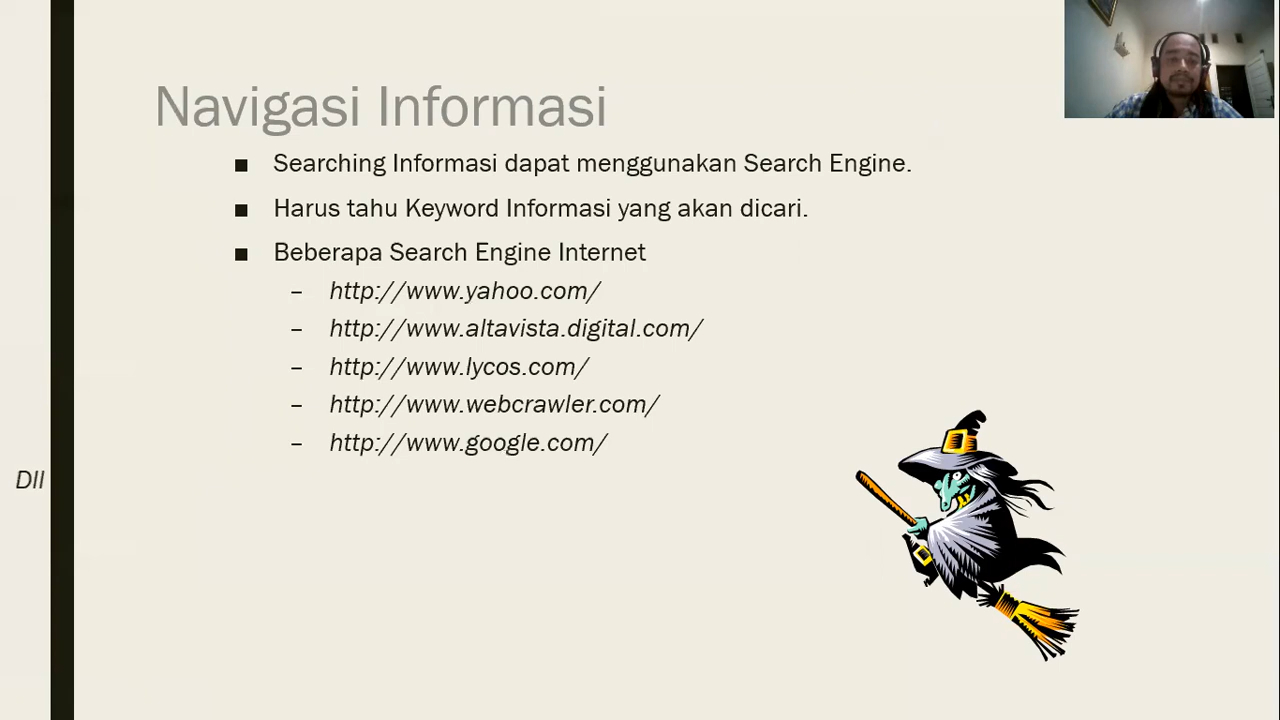 Navigasi Informasi
■ Searching Informasi dapat menggunakan Search Engine.
■ Harus tahu Keyword Informasi yang akan dicari.
■ Beberapa Search Engine Internet
– http://www.yahoo.com/
– http://www.altavista.digital.com/
– http://www.lycos.com/
– http://www.webcrawler.com/
– http://www.google.com/
Dll